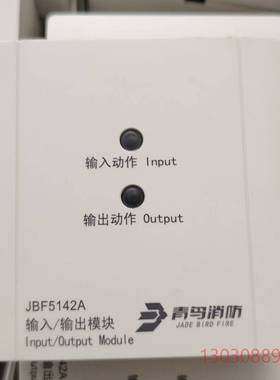 输入动作 Input
输出动作 Output
JBF5142A
输入/输出模块
Input/Output Module
青鸟消防
JADE BIRD FIRE
13030889